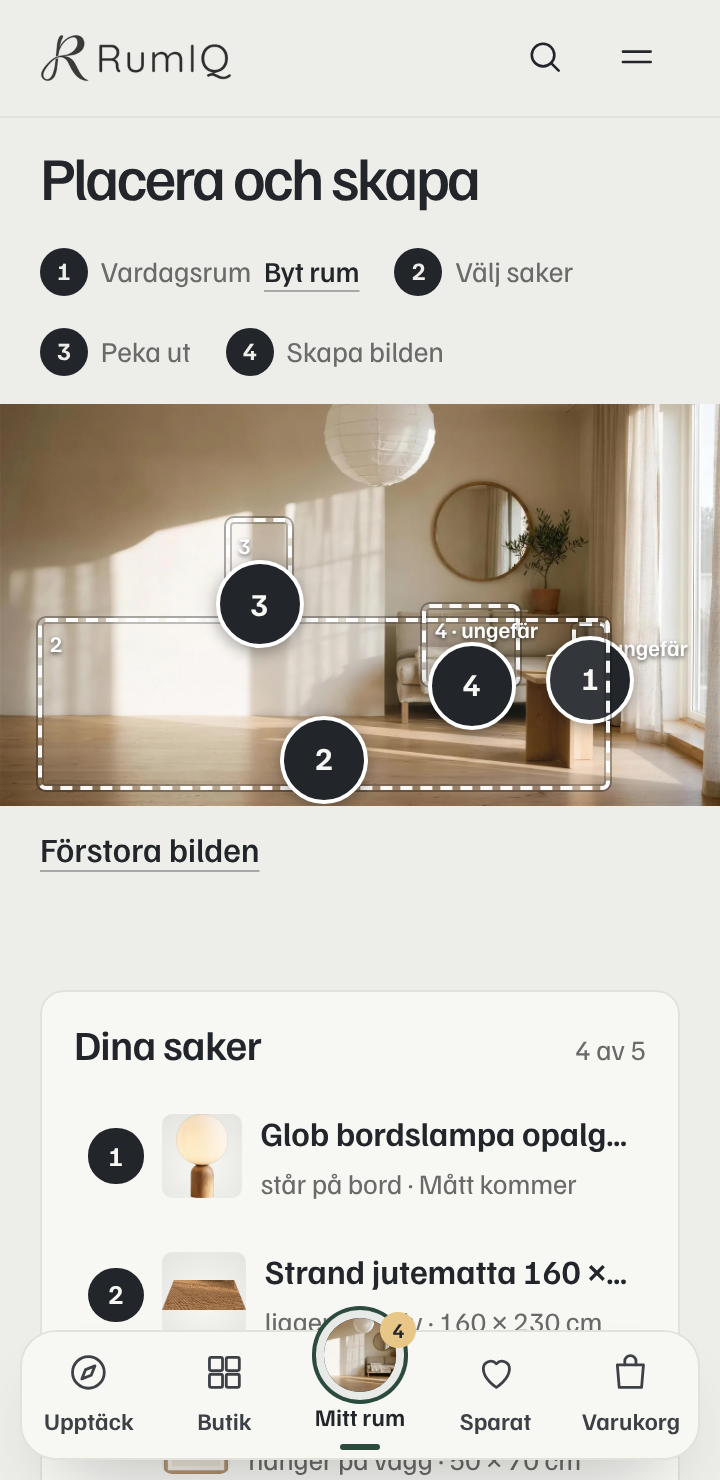 RumIQ
Placera och skapa
1 Vardagsrum Byt rum 2 Välj saker
3 Peka ut 4 Skapa bilden
3
3
2
4 · ungefär
ungefär
4
1
2
Förstora bilden
Dina saker 4 av 5
1 Glob bordslampa opalg...
står på bord · Mått kommer
2 Strand jutematta 160 ×...
· 160 × 230 cm
4
Upptäck Butik Mitt rum Sparat Varukorg
hänger på vägg · 50 × 70 cm